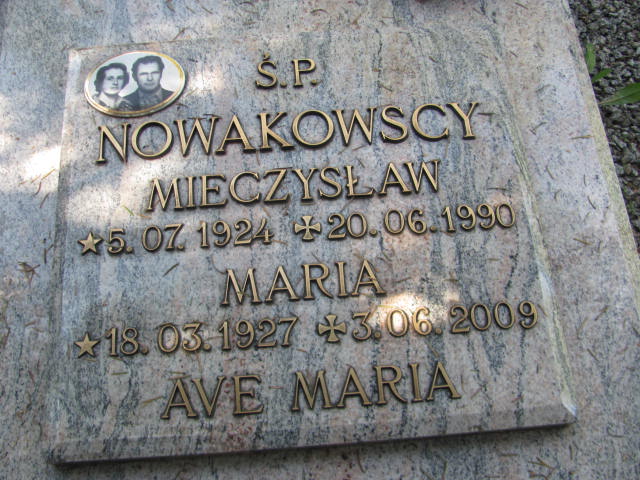 Ś.P.
NOWAKOWSCY
MIECZYSŁAW
5.07.1924 20.06.1990
MARIA
18.03.1927 3.06.2009
AVE MARIA